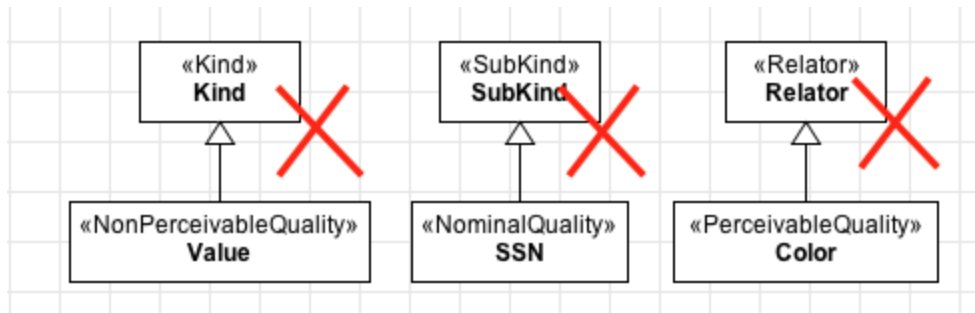 «Kind»
Kind
«SubKind»
SubKind
«Relator»
Relator
«NonPerceivableQuality»
Value
«NominalQuality»
SSN
«PerceivableQuality»
Color